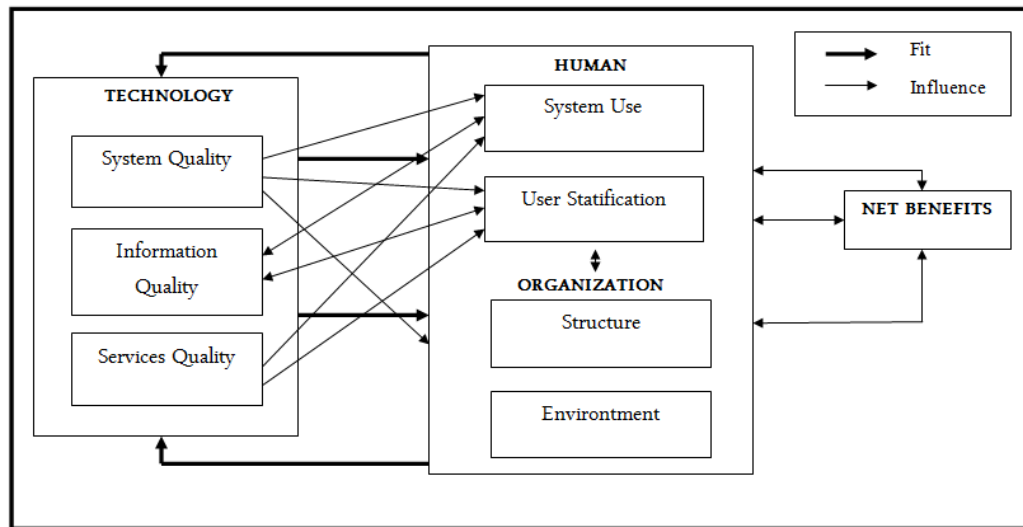 TECHNOLOGY
System Quality
Information
Quality
Services Quality
HUMAN
System Use
User Statification
ORGANIZATION
Structure
Environtment
Fit
Influence
NET BENEFITS